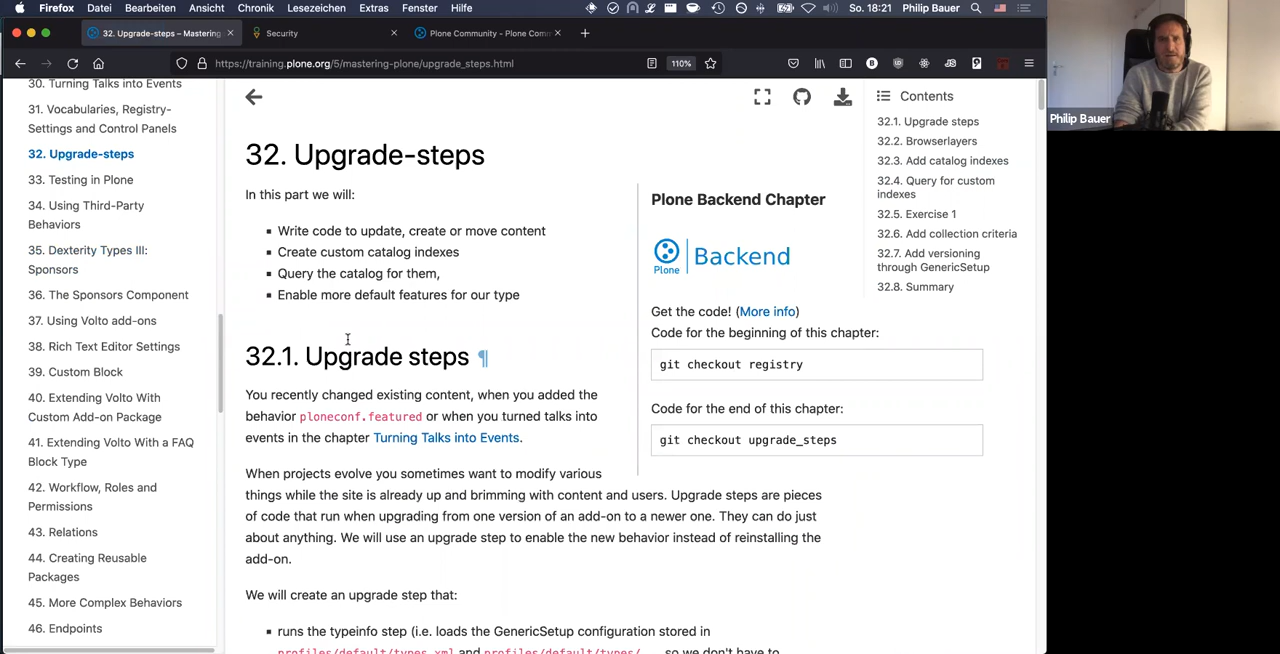 Firefox Datei Bearbeiten Ansicht Chronik Lesezeichen Extras Fenster Hilfe So. 18:21 Philip Bauer
32. Upgrade-steps – Mastering
Security
Plone Community - Plone Comm
https://training.plone.org/5/mastering-plone/upgrade_steps.html
110%
30. Turning Talks into Events
31. Vocabularies, Registry-
Settings and Control Panels
32. Upgrade-steps
33. Testing in Plone
34. Using Third-Party
Behaviors
35. Dexterity Types III:
Sponsors
36. The Sponsors Component
37. Using Volto add-ons
38. Rich Text Editor Settings
39. Custom Block
40. Extending Volto With
Custom Add-on Package
41. Extending Volto With a FAQ
Block Type
42. Workflow, Roles and
Permissions
43. Relations
44. Creating Reusable
Packages
45. More Complex Behaviors
46. Endpoints
32. Upgrade-steps
In this part we will:
Write code to update, create or move content
Create custom catalog indexes
Query the catalog for them,
Enable more default features for our type
Plone Backend Chapter
Plone
Backend
Get the code! (More info)
Code for the beginning of this chapter:
git checkout registry
Code for the end of this chapter:
git checkout upgrade_steps
32.1. Upgrade steps ¶
You recently changed existing content, when you added the
behavior ploneconf.featured or when you turned talks into
events in the chapter Turning Talks into Events.
When projects evolve you sometimes want to modify various
things while the site is already up and brimming with content and users. Upgrade steps are pieces
of code that run when upgrading from one version of an add-on to a newer one. They can do just
about anything. We will use an upgrade step to enable the new behavior instead of reinstalling the
add-on.
We will create an upgrade step that:
runs the typeinfo step (i.e. loads the GenericSetup configuration stored in
profiles/default/types.xml and profiles/default/types/... so we don't have to
Contents
32.1. Upgrade steps
32.2. Browserlayers
32.3. Add catalog indexes
32.4. Query for custom
indexes
32.5. Exercise 1
32.6. Add collection criteria
32.7. Add versioning
through GenericSetup
32.8. Summary
Philip Bauer